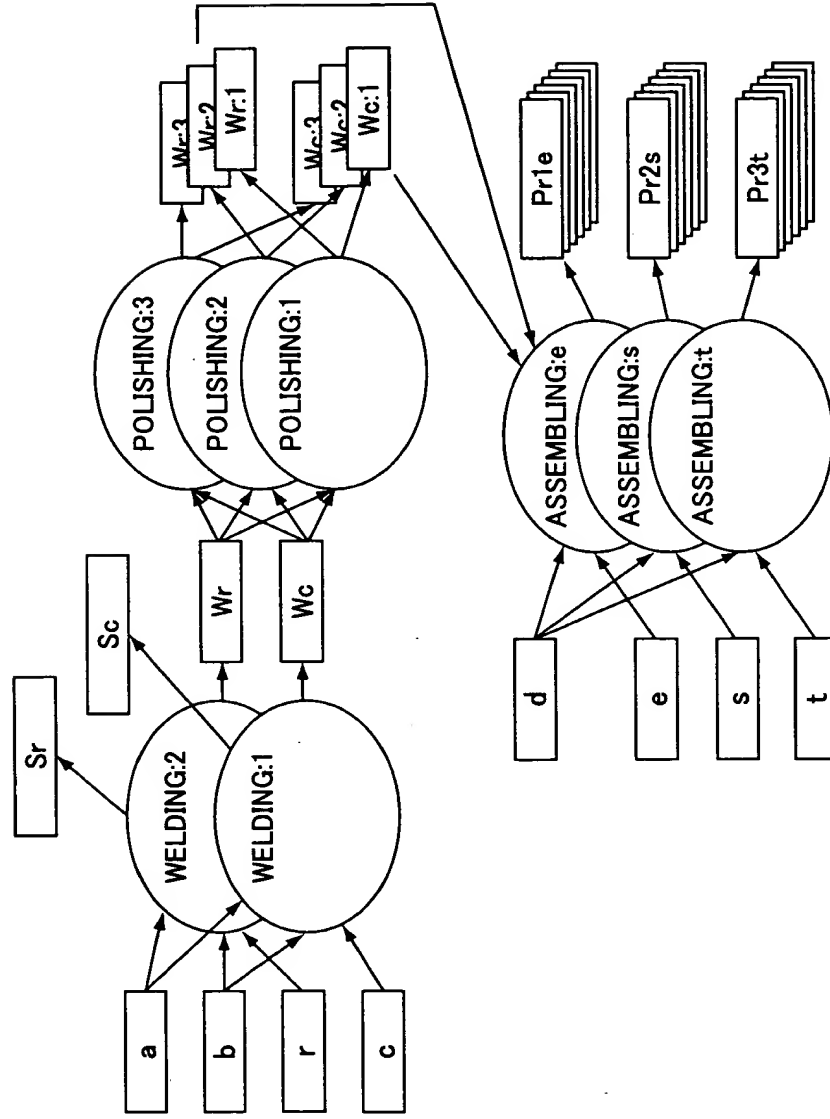 Sr
Sc
a
b
r
c
WELDING:2
WELDING:1
Wr
Wc
POLISHING:3
POLISHING:2
POLISHING:1
Wr:3
Wr:2
Wr:1
Wc:3
Wc:2
Wc:1
d
e
s
t
ASSEMBLING:e
ASSEMBLING:s
ASSEMBLING:t
Pr1e
Pr2s
Pr3t